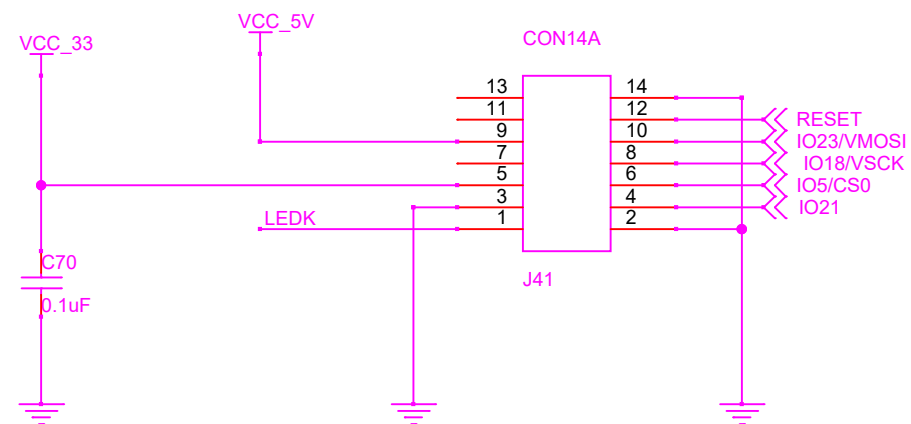 VCC_5V
VCC_33
CON14A
13 14
11 12 RESET
9 10 IO23/VMOSI
7 8 IO18/VSCK
5 6 IO5/CS0
3 4 IO21
LEDK 1 2
C70
J41
0.1uF